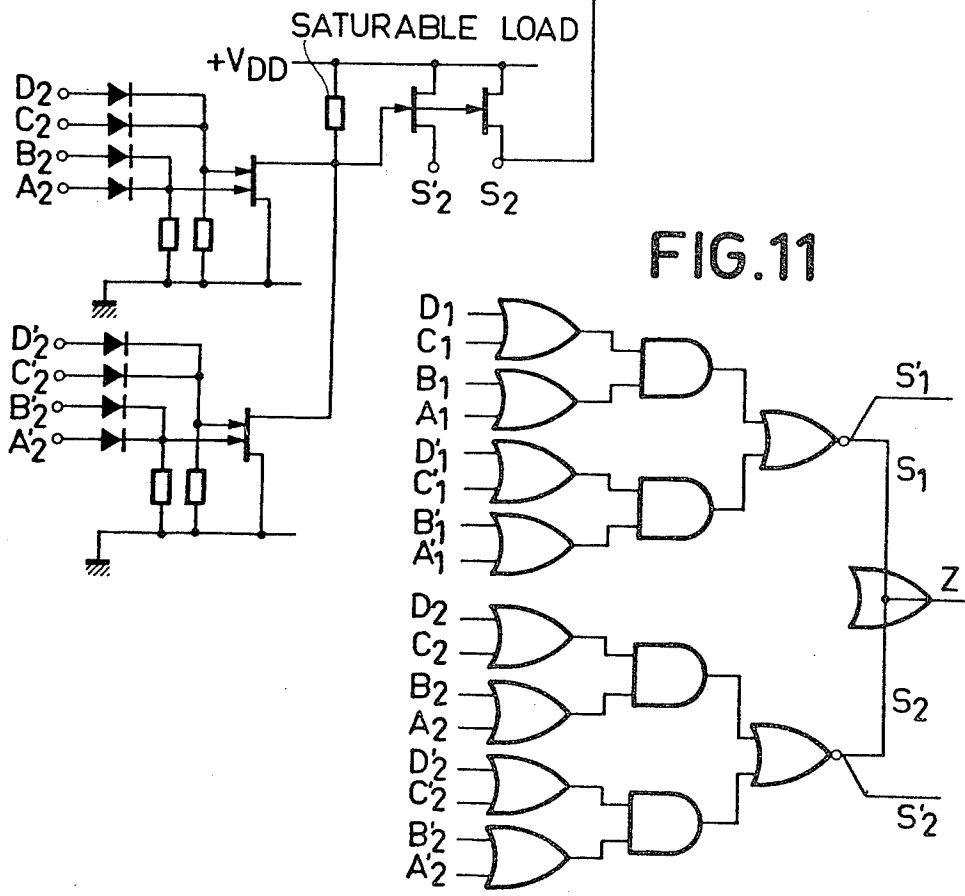 SATURABLE LOAD
+VDD
D2
C2
B2
A2
S'2
S2
D'2
C'2
B'2
A'2
FIG.11
D1
C1
B1
A1
D'1
C'1
B'1
A'1
S'1
S1
Z
D2
C2
B2
A2
D'2
C'2
B'2
A'2
S2
S'2